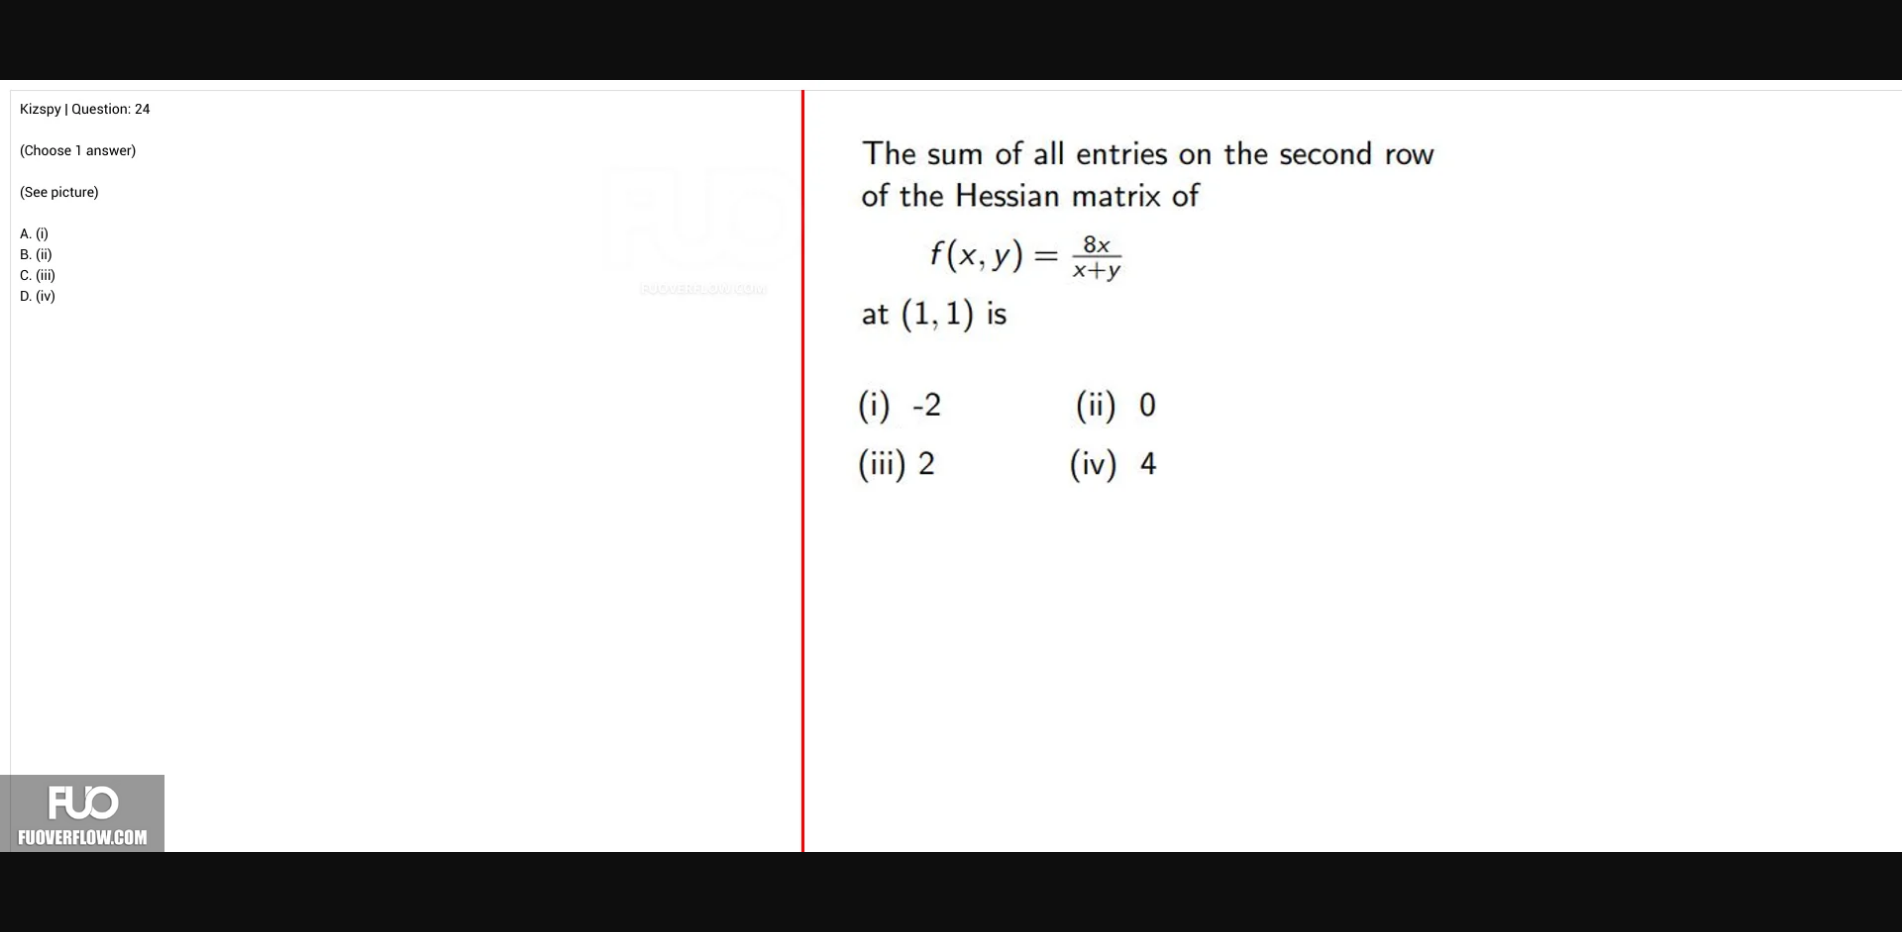 Kizspy | Question: 24
(Choose 1 answer)
(See picture)
A. (i)
B. (ii)
C. (iii)
D. (iv)
FUO
FUOVERFLOW.COM
The sum of all entries on the second row
of the Hessian matrix of
f(x, y) = 8x/x+y
at (1, 1) is
(i) -2 (ii) 0
(iii) 2 (iv) 4
FUO
FUOVERFLOW.COM